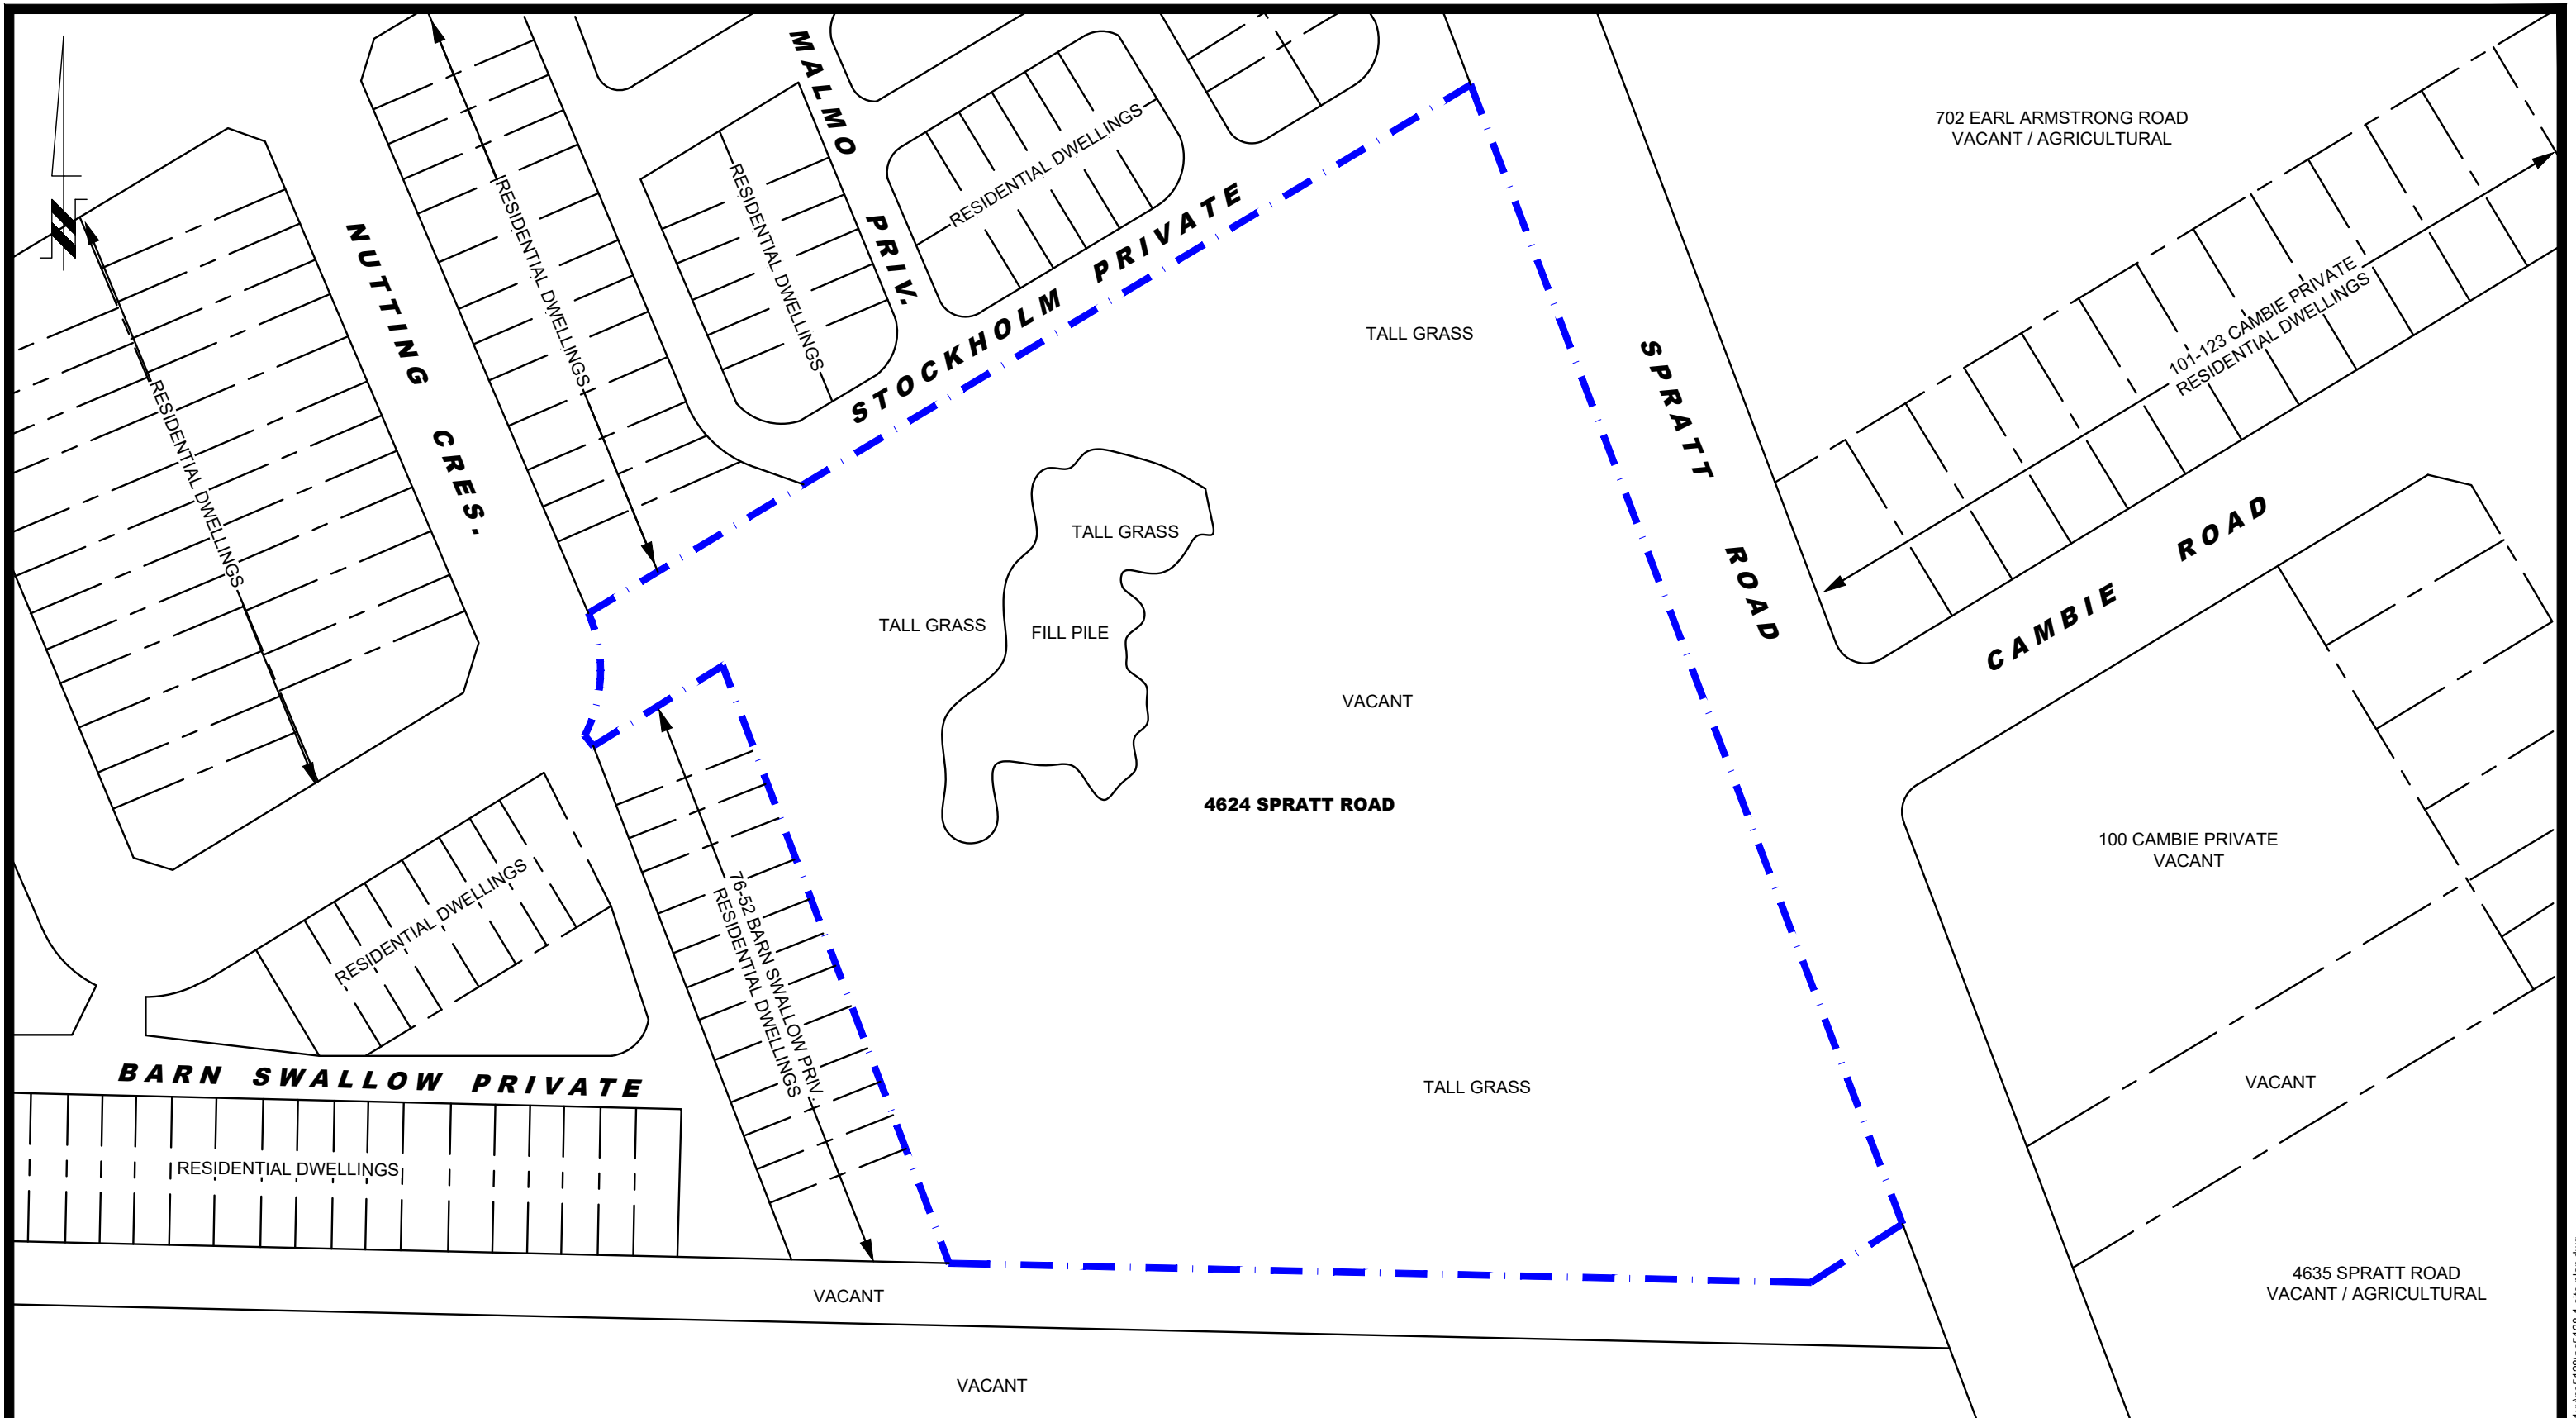 MALMO PRIV.
702 EARL ARMSTRONG ROAD
VACANT / AGRICULTURAL
RESIDENTIAL DWELLINGS
RESIDENTIAL DWELLINGS
RESIDENTIAL DWELLINGS
N
NUTTING CRES.
STOCKHOLM PRIVATE
101-123 CAMBIE PRIVATE
RESIDENTIAL DWELLINGS
TALL GRASS
SPRATT ROAD
RESIDENTIAL DWELLINGS
TALL GRASS
CAMBIE ROAD
TALL GRASS
FILL PILE
VACANT
4624 SPRATT ROAD
100 CAMBIE PRIVATE
VACANT
RESIDENTIAL DWELLINGS
76-52 BARN SWALLOW PRIV.
RESIDENTIAL DWELLINGS
BARN SWALLOW PRIVATE
TALL GRASS
VACANT
RESIDENTIAL DWELLINGS
4635 SPRATT ROAD
VACANT / AGRICULTURAL
VACANT
VACANT